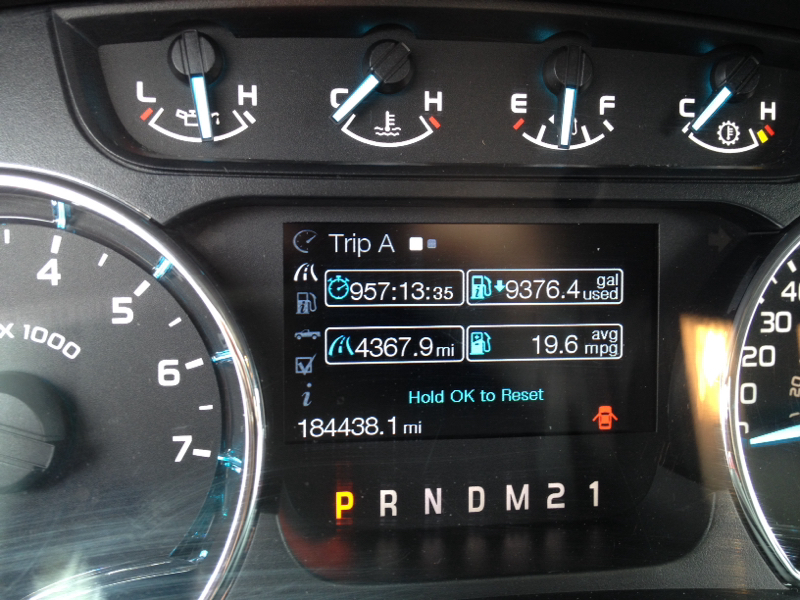 L H C H E F C H
Trip A
957:13:35 9376.4 gal used
4367.9 mi 19.6 avg mpg
Hold OK to Reset
184438.1 mi
P R N D M 2 1
4
5
6
7
X 1000
30
20
20